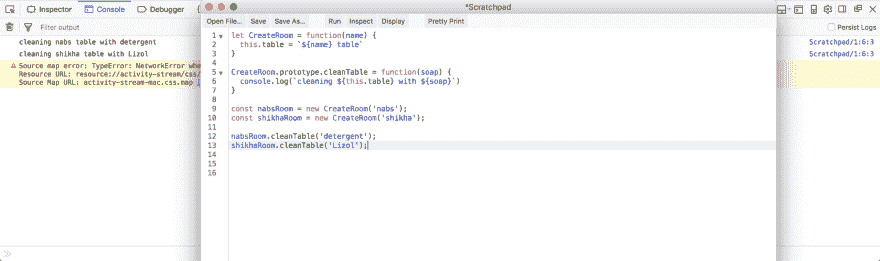 *Scratchpad
Inspector Console Debugger
Open File... Save Save As... Run Inspect Display Pretty Print
Filter output
Persist Logs
cleaning nabs table with detergent
Scratchpad/1:6:3
cleaning shikha table with Lizol
Scratchpad/1:6:3
Source map error: TypeError: NetworkError whe
Resource URL: resource://activity-stream/css/
Source Map URL: activity-stream-mac.css.map
1 let CreateRoom = function(name) {
2 this.table = `${name} table`
3 }
4
5 CreateRoom.prototype.cleanTable = function(soap) {
6 console.log(`cleaning ${this.table} with ${soap}`)
7 }
8
9 const nabsRoom = new CreateRoom('nabs');
10 const shikhaRoom = new CreateRoom('shikha');
11
12 nabsRoom.cleanTable('detergent');
13 shikhaRoom.cleanTable('Lizol');
14
15
16